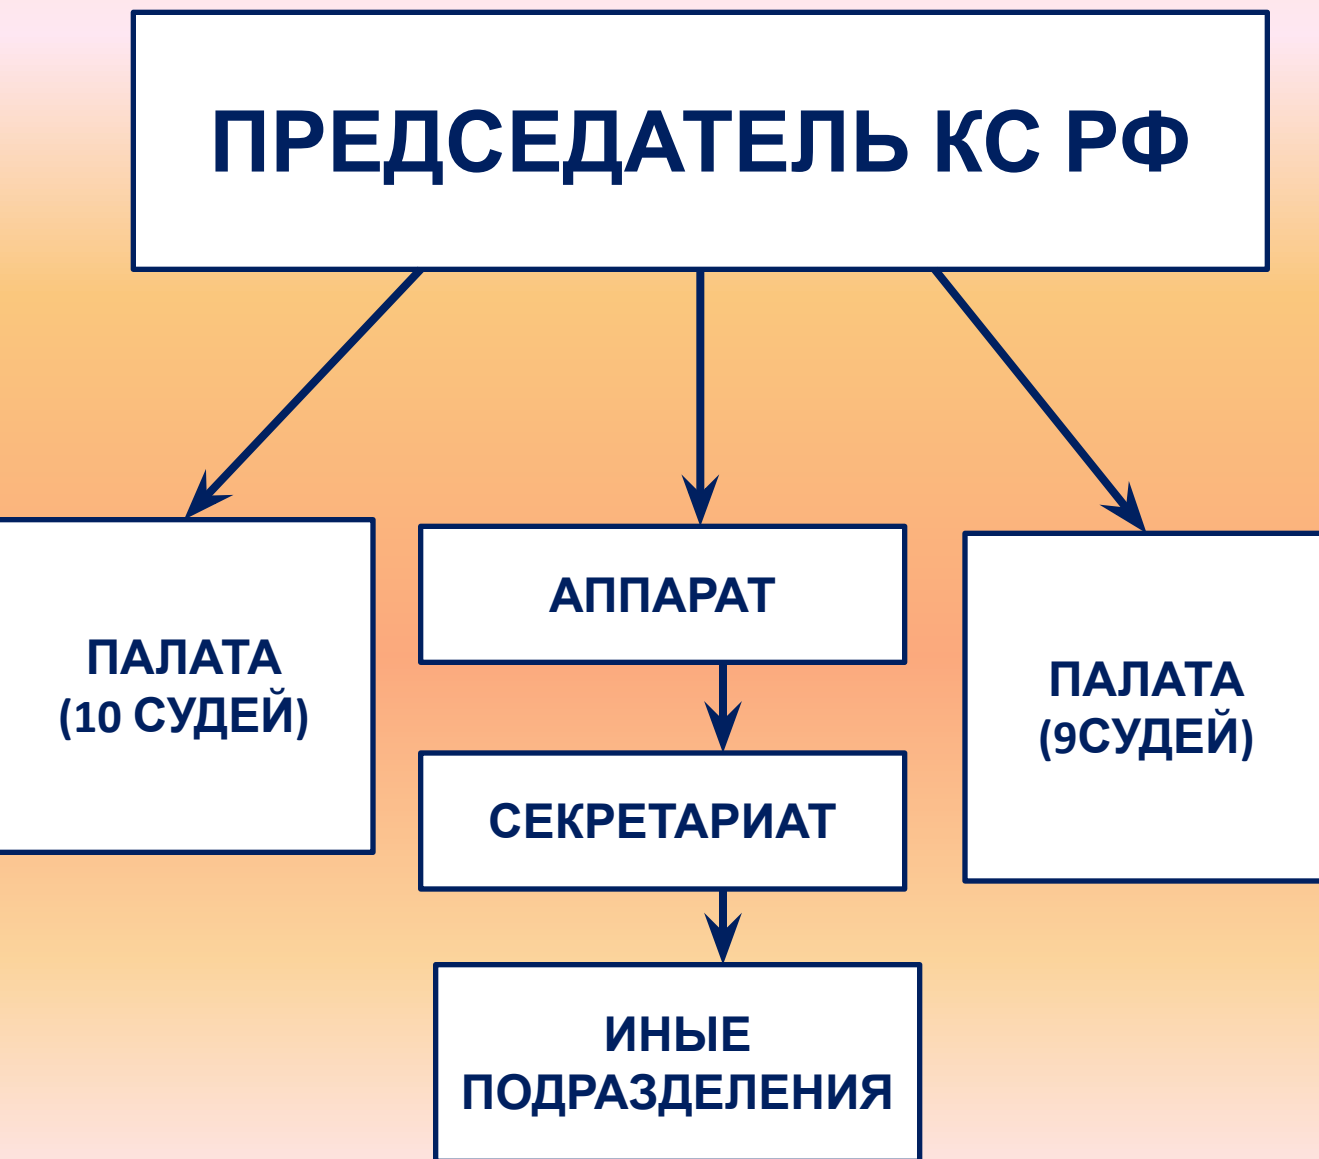 ПРЕДСЕДАТЕЛЬ КС РФ
ПАЛАТА
(10 СУДЕЙ)
АППАРАТ
СЕКРЕТАРИАТ
ИНЫЕ
ПОДРАЗДЕЛЕНИЯ
ПАЛАТА
(9СУДЕЙ)